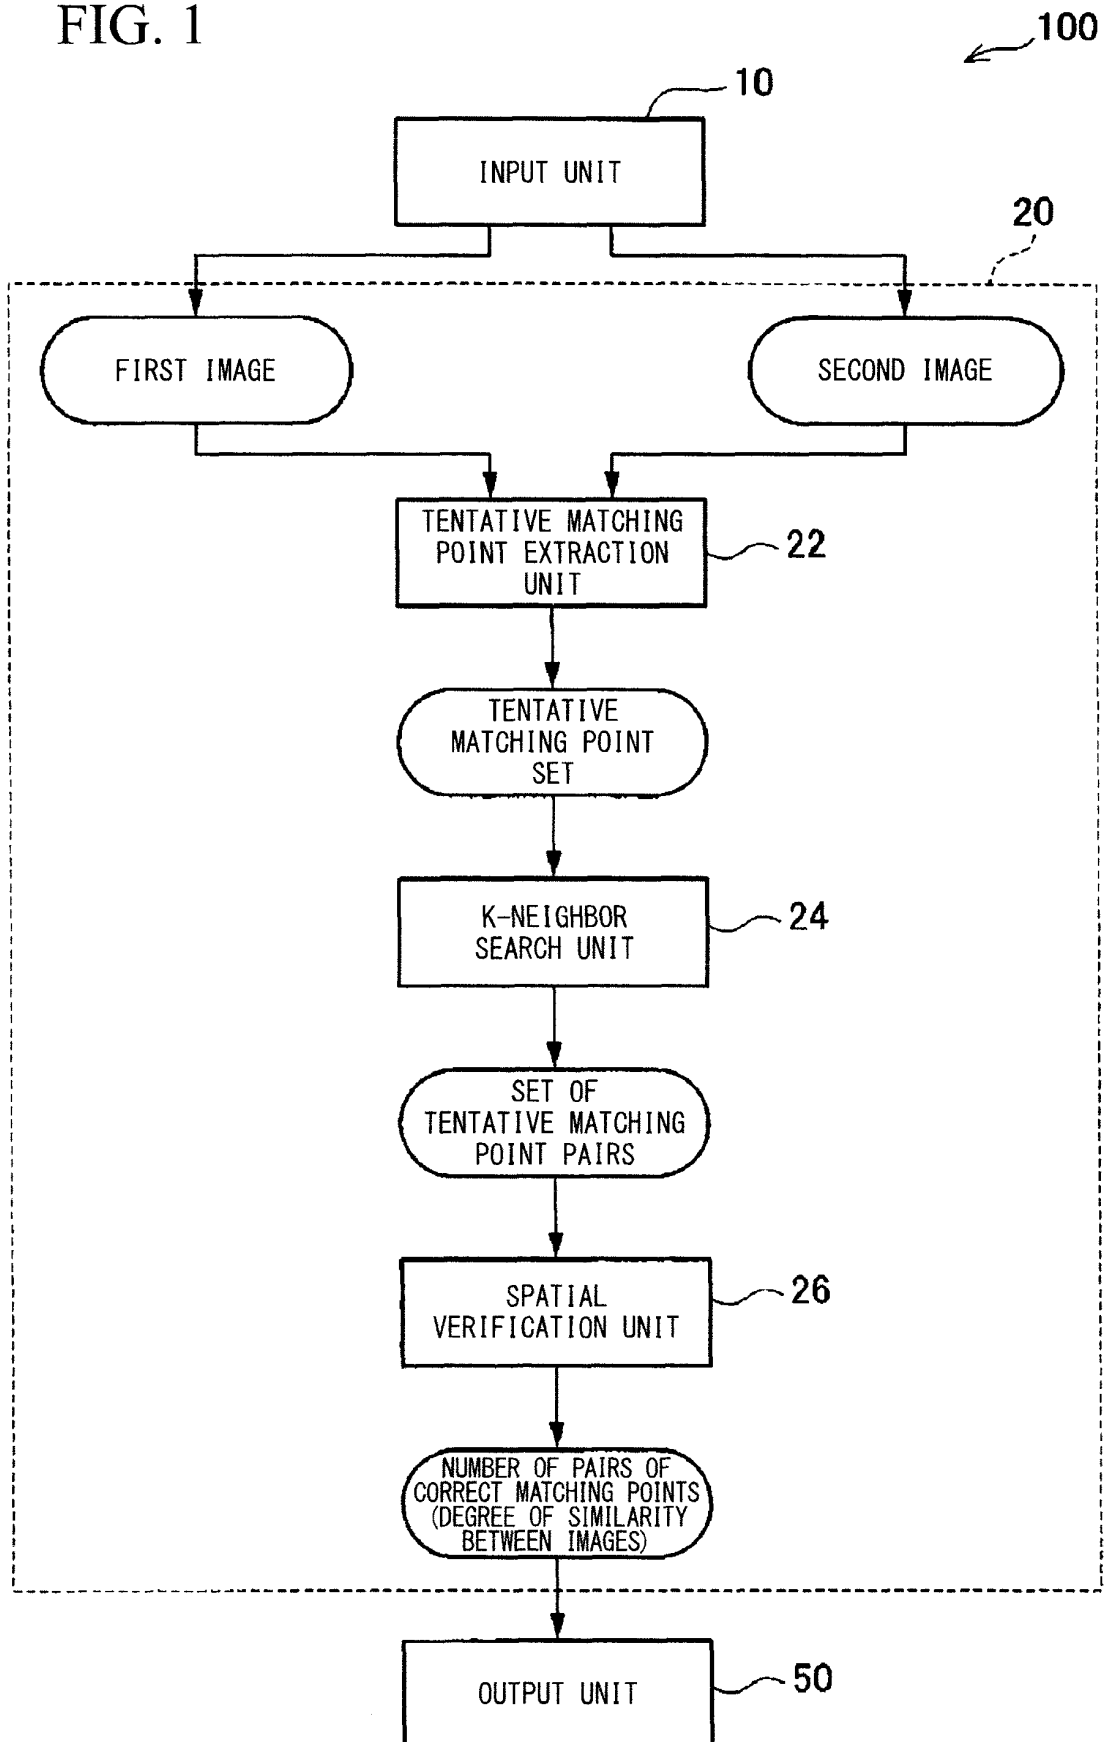 FIG. 1
100
10
INPUT UNIT
20
FIRST IMAGE
SECOND IMAGE
TENTATIVE MATCHING
POINT EXTRACTION
UNIT
22
TENTATIVE
MATCHING POINT
SET
K-NEIGHBOR
SEARCH UNIT
24
SET OF
TENTATIVE MATCHING
POINT PAIRS
SPATIAL
VERIFICATION UNIT
26
NUMBER OF PAIRS OF
CORRECT MATCHING POINTS
(DEGREE OF SIMILARITY
BETWEEN IMAGES)
OUTPUT UNIT
50